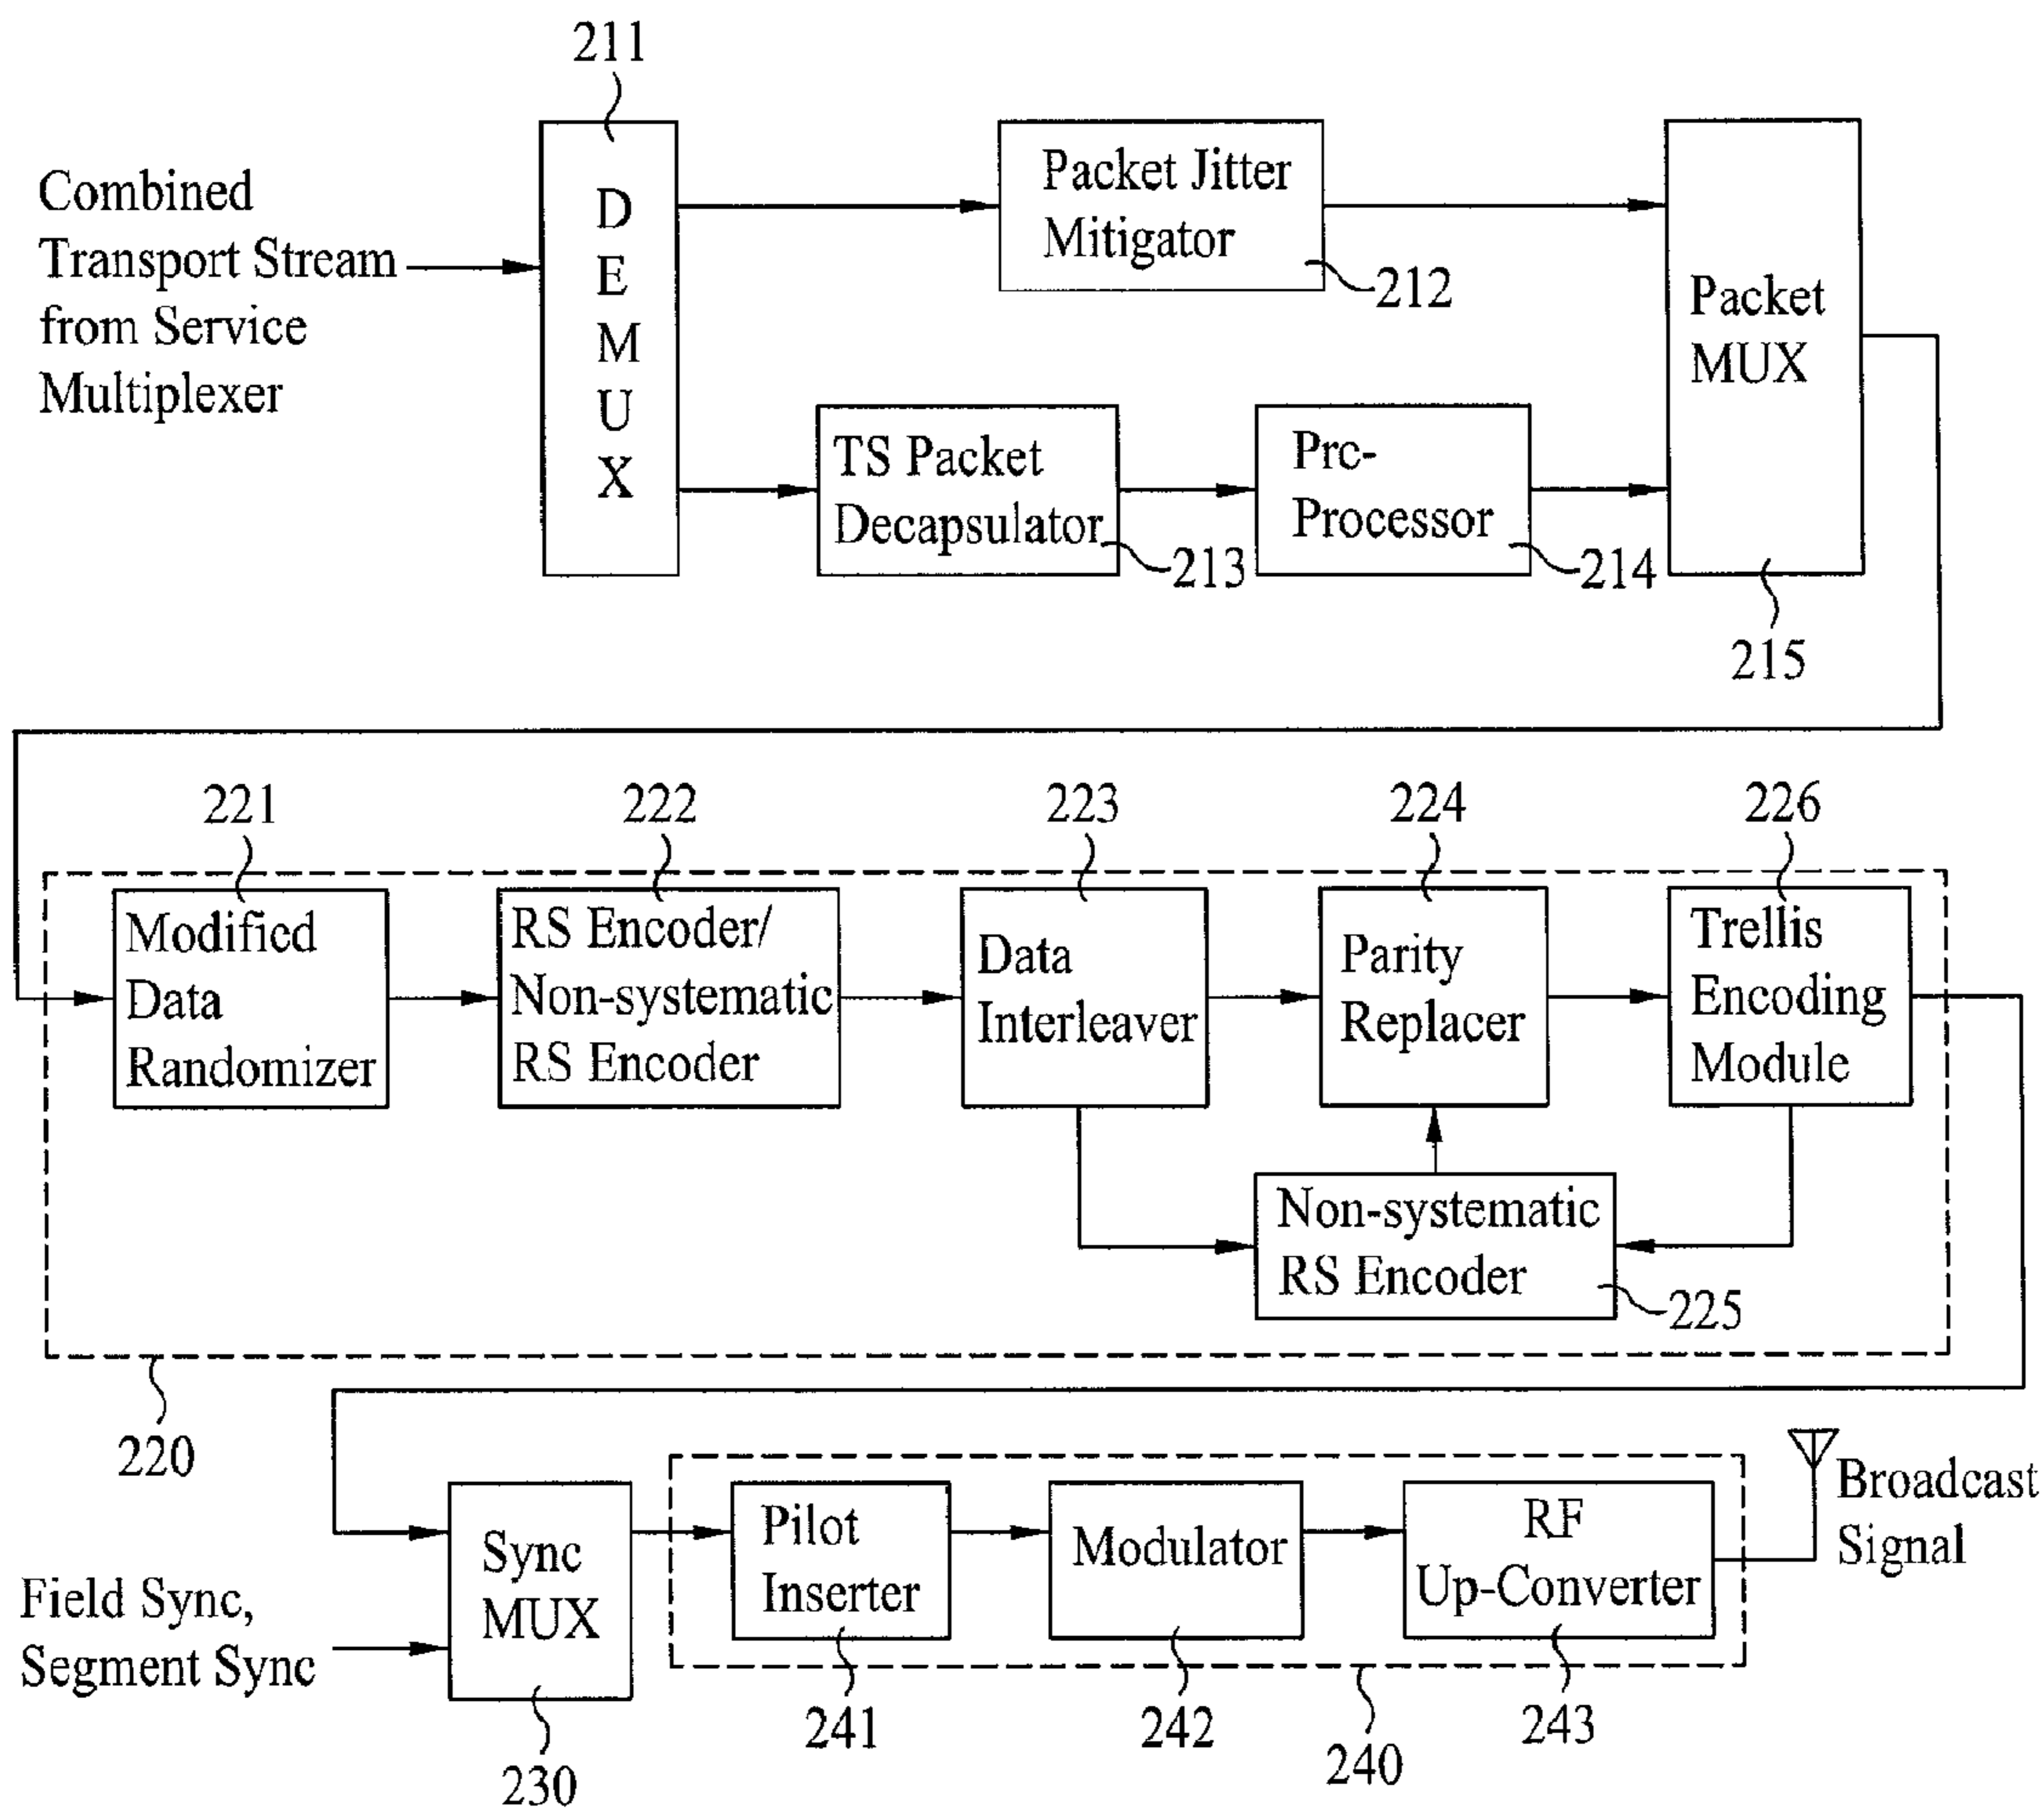 211
Combined
Transport Stream
from Service
Multiplexer
D
E
M
U
X
Packet Jitter
Mitigator
212
Packet
MUX
TS Packet
Decapsulator
213
Prc-
Processor
214
215
221
222
223
224
226
Modified
Data
Randomizer
RS Encoder/
Non-systematic
RS Encoder
Data
Interleaver
Parity
Replacer
Trellis
Encoding
Module
Non-systematic
RS Encoder
225
220
Sync
MUX
Pilot
Inserter
Modulator
RF
Up-Converter
Broadcast
Signal
Field Sync,
Segment Sync
230
241
242
240
243